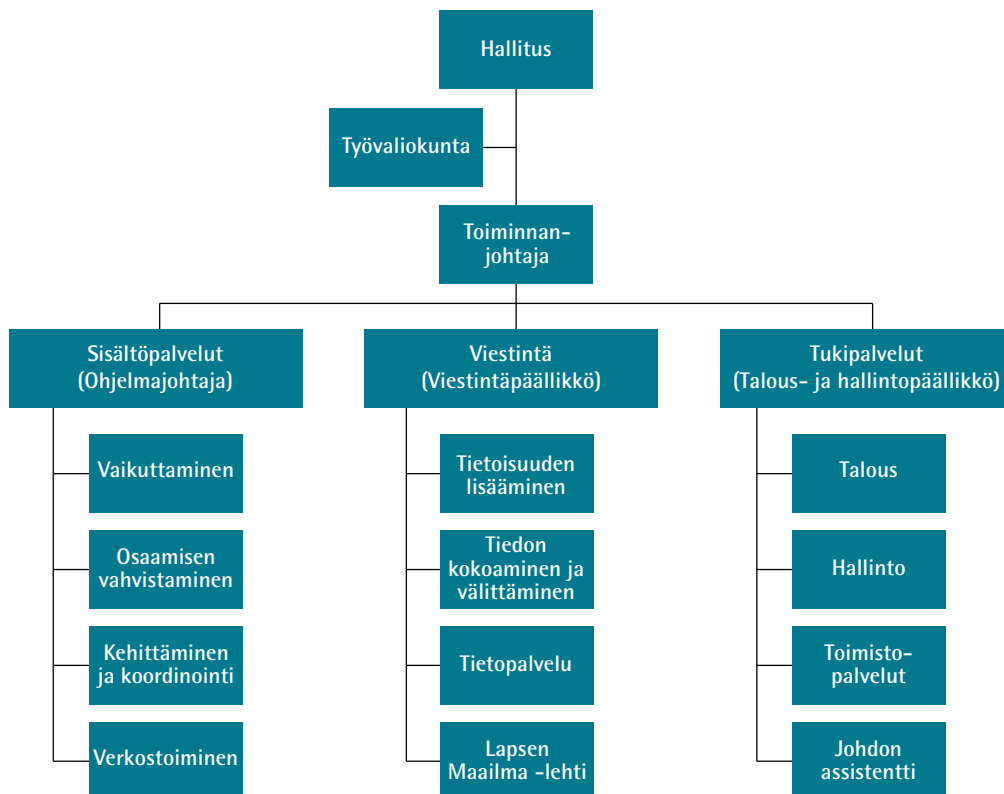 Hallitus
Työvaliokunta
Toiminnan-
johtaja
Sisältöpalvelut
(Ohjelmajohtaja)
Vaikuttaminen
Osaamisen
vahvistaminen
Kehittäminen
ja koordinointi
Verkostoiminen
Viestintä
(Viestintäpäällikkö)
Tietoisuuden
lisääminen
Tiedon
kokoaminen ja
välittäminen
Tietopalvelu
Lapsen
Maailma -lehti
Tukipalvelut
(Talous- ja hallintopäällikkö)
Talous
Hallinto
Toimisto-
palvelut
Johdon
assistentti